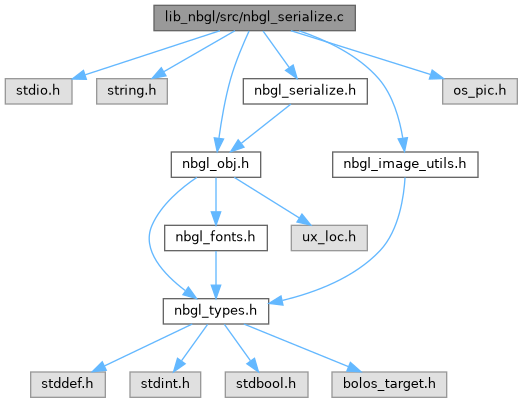 lib_nbgl/src/nbgl_serialize.c
stdio.h
string.h
nbgl_serialize.h
os_pic.h
nbgl_obj.h
nbgl_image_utils.h
nbgl_fonts.h
ux_loc.h
nbgl_types.h
stddef.h
stdint.h
stdbool.h
bolos_target.h